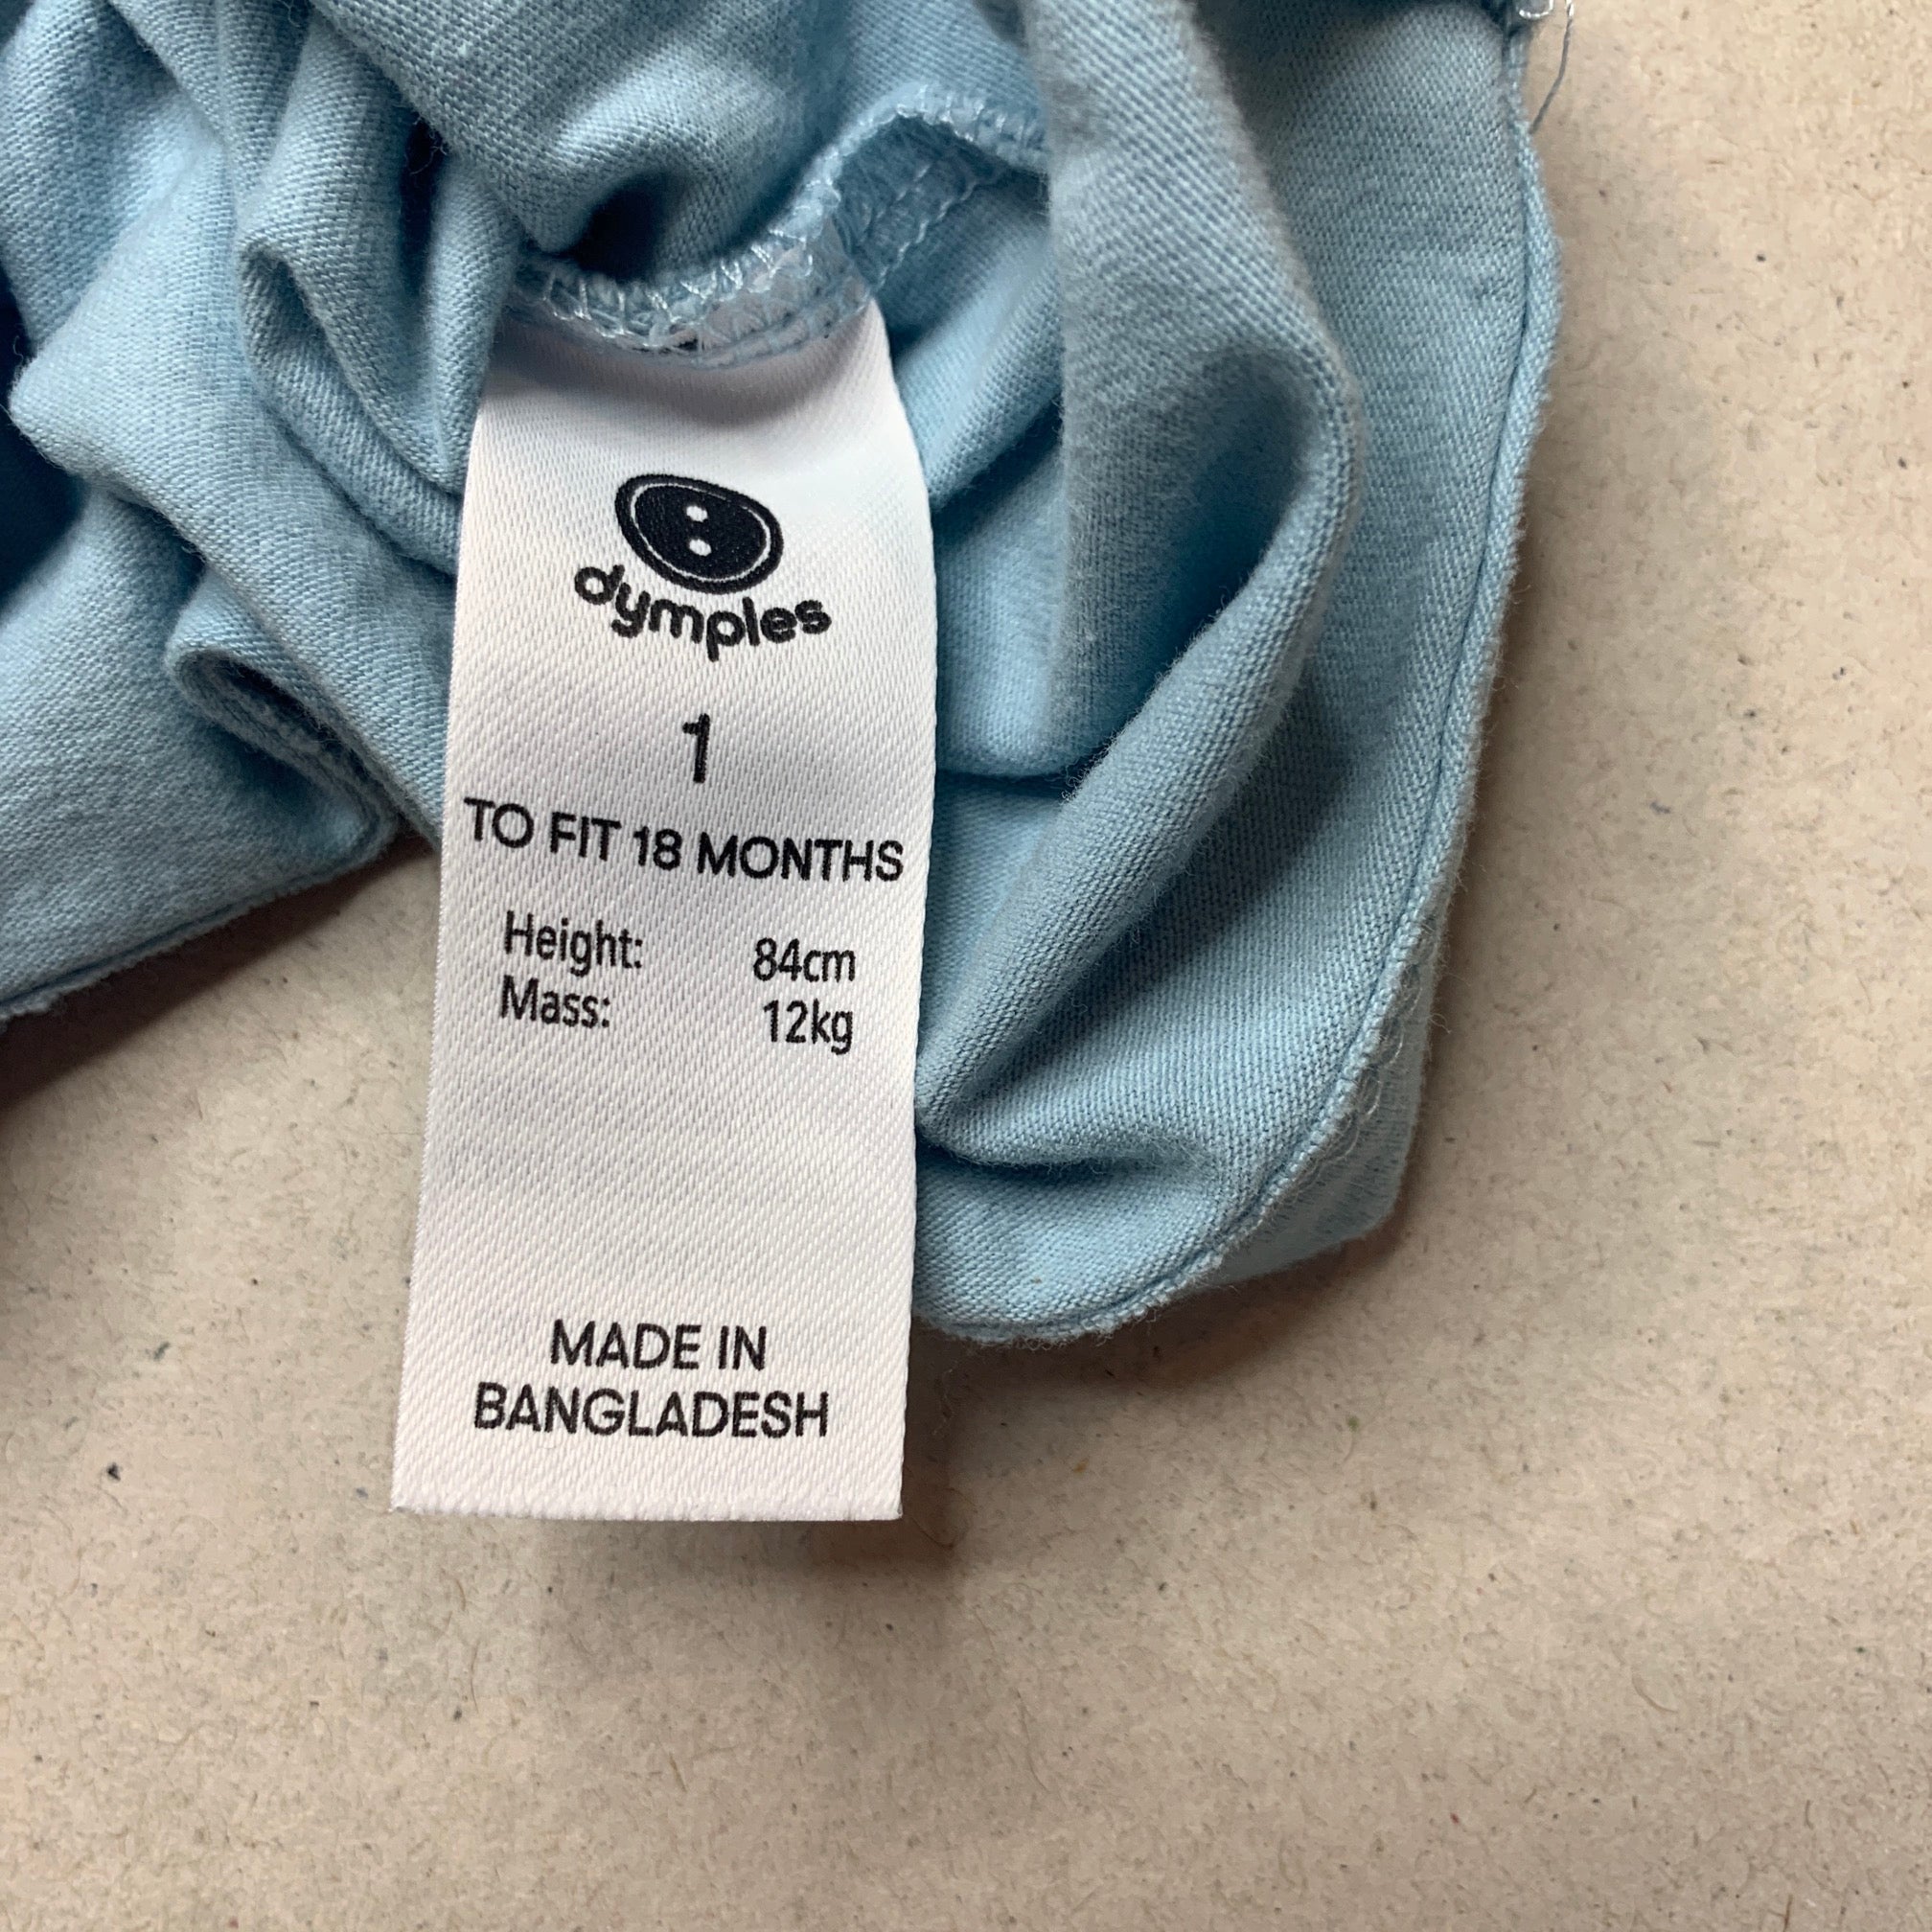 dymples
1
TO FIT 18 MONTHS
Height: 84cm
Mass: 12kg
MADE IN
BANGLADESH